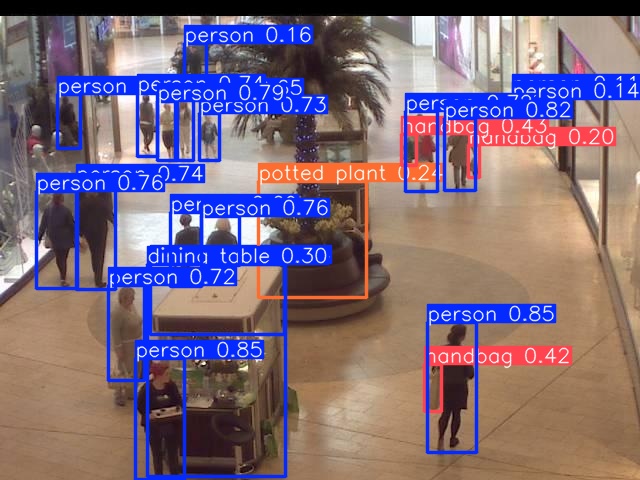 person 0.16
person
0.74
person 0.79
person 0.73
person 0.11
person
person 0.82
handbag 0.43
handbag 0.20
person 0.74
person 0.76
potted plant 0.24
person 0.76
dining table 0.30
person 0.72
person 0.85
person 0.85
handbag 0.42